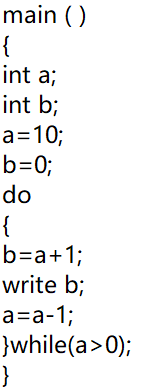 main ( )
{
int a;
int b;
a=10;
b=0;
do
{
b=a+1;
write b;
a=a-1;
}while(a>0);
}